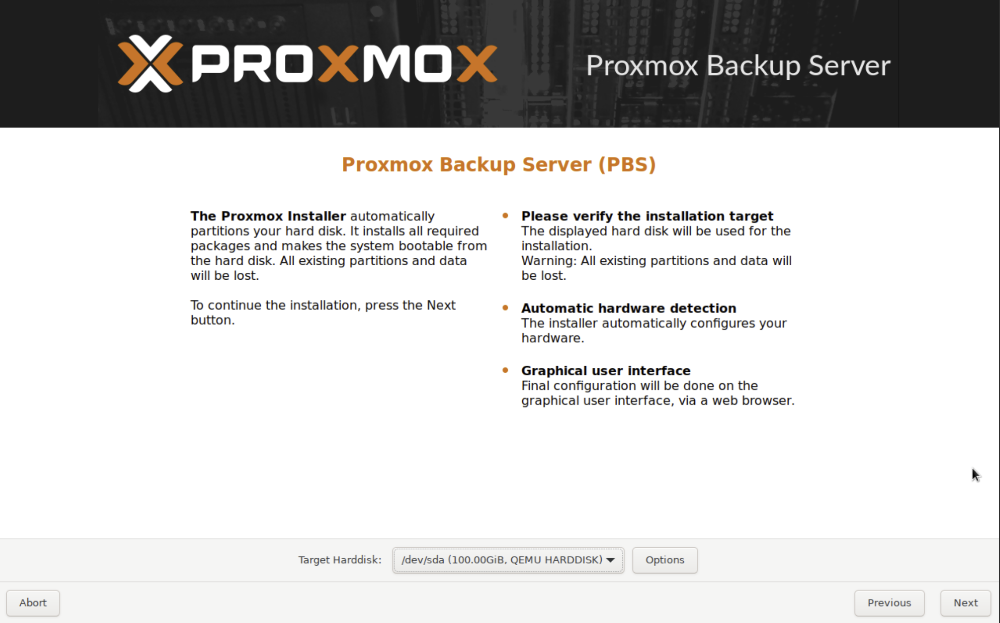 PROXMOX
Proxmox Backup Server
Proxmox Backup Server (PBS)
The Proxmox Installer automatically
partitions your hard disk. It installs all required
packages and makes the system bootable from
the hard disk. All existing partitions and data
will be lost.
To continue the installation, press the Next
button.
Please verify the installation target
The displayed hard disk will be used for the
installation.
Warning: All existing partitions and data will
be lost.
Automatic hardware detection
The installer automatically configures your
hardware.
Graphical user interface
Final configuration will be done on the
graphical user interface, via a web browser.
Target Harddisk: /dev/sda (100.00GiB, QEMU HARDDISK) Options
Abort Previous Next